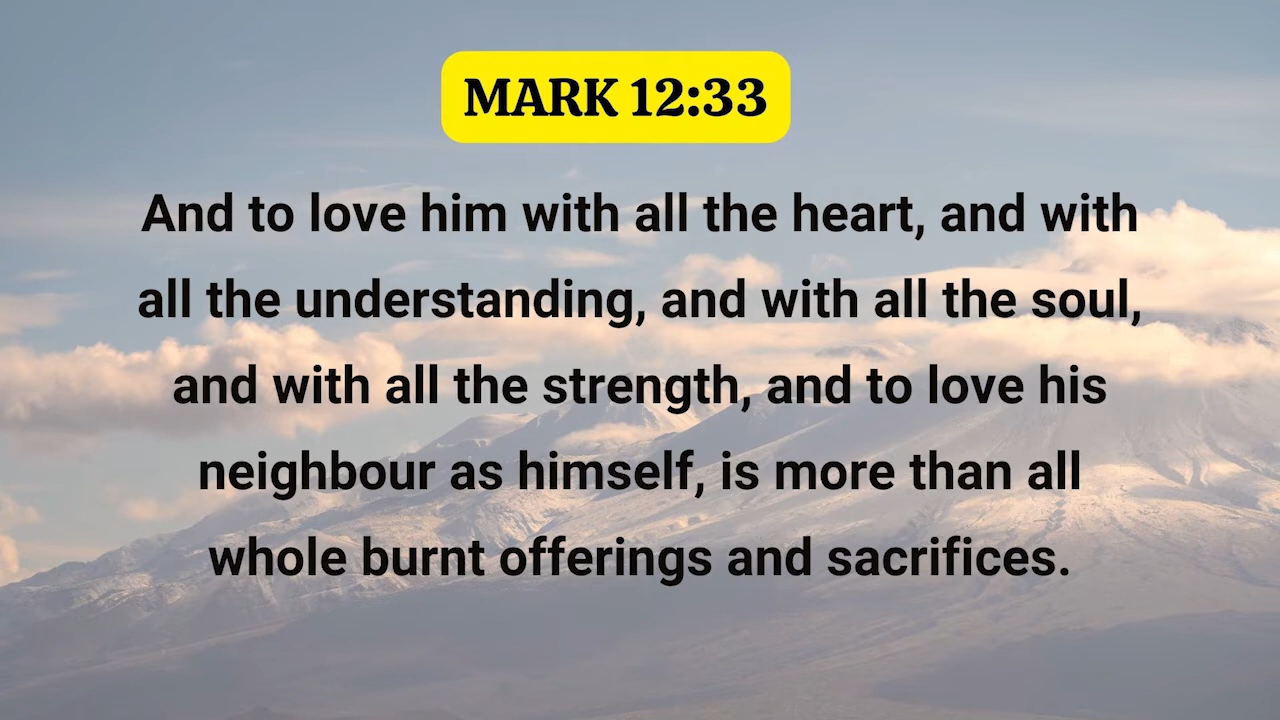 MARK 12:33
And to love him with all the heart, and with
all the understanding, and with all the soul,
and with all the strength, and to love his
neighbour as himself, is more than all
whole burnt offerings and sacrifices.